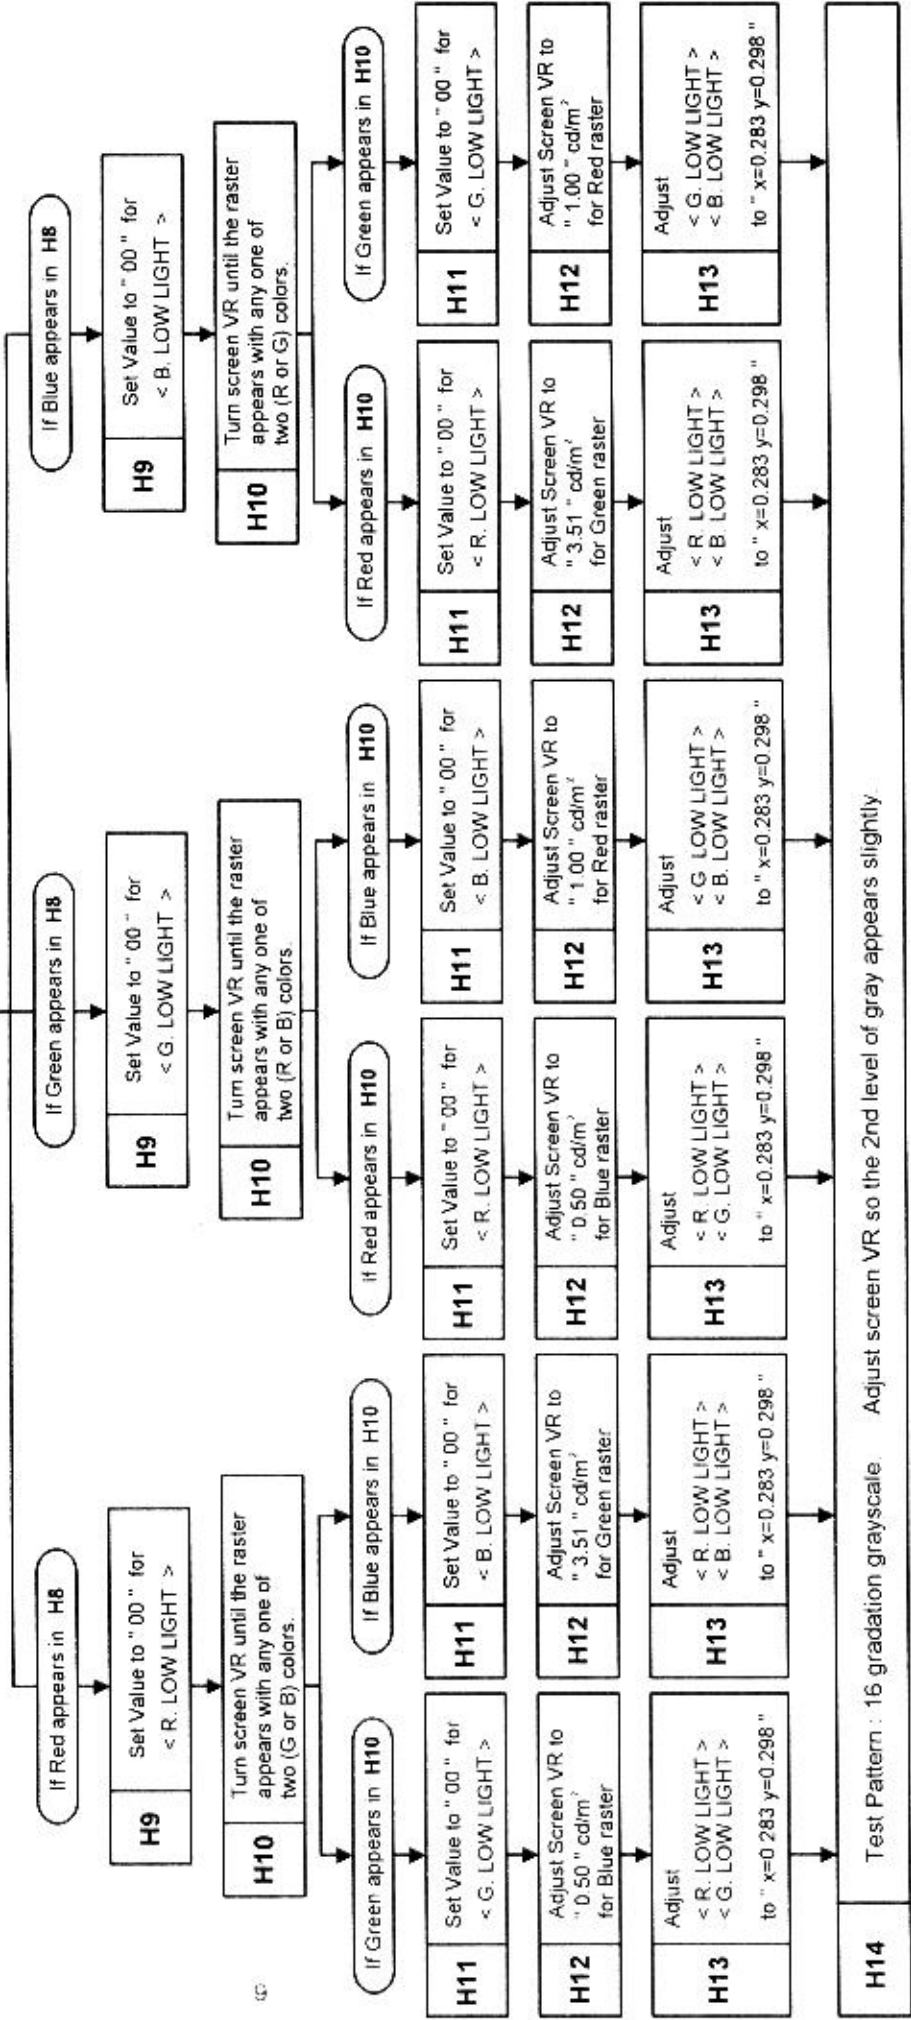 If Red appears in H8
H9
Set Value to " 00 " for
< R. LOW LIGHT >
H10
Turn screen VR until the raster
appears with any one of
two (G or B) colors.
If Green appears in H10
H11
Set Value to " 00 " for
< G. LOW LIGHT >
H12
Adjust Screen VR to
" 0.50 " cd/m²
for Blue raster
H13
Adjust
< R. LOW LIGHT >
< G. LOW LIGHT >
to " x=0.283 y=0.298 "
If Blue appears in H10
H11
Set Value to " 00 " for
< B. LOW LIGHT >
H12
Adjust Screen VR to
" 3.51 " cd/m²
for Green raster
H13
Adjust
< R. LOW LIGHT >
< B. LOW LIGHT >
to " x=0.283 y=0.298 "
If Green appears in H8
H9
Set Value to " 00 " for
< G. LOW LIGHT >
H10
Turn screen VR until the raster
appears with any one of
two (R or B) colors.
If Red appears in H10
H11
Set Value to " 00 " for
< R. LOW LIGHT >
H12
Adjust Screen VR to
" 0.50 " cd/m²
for Blue raster
H13
Adjust
< R. LOW LIGHT >
< G. LOW LIGHT >
to " x=0.283 y=0.298 "
If Blue appears in H10
H11
Set Value to " 00 " for
< B. LOW LIGHT >
H12
Adjust Screen VR to
" 1.00 " cd/m²
for Red raster
H13
Adjust
< G. LOW LIGHT >
< B. LOW LIGHT >
to " x=0.283 y=0.298 "
If Blue appears in H8
H9
Set Value to " 00 " for
< B. LOW LIGHT >
H10
Turn screen VR until the raster
appears with any one of
two (R or G) colors.
If Red appears in H10
H11
Set Value to " 00 " for
< R. LOW LIGHT >
H12
Adjust Screen VR to
" 3.51 " cd/m²
for Green raster
H13
Adjust
< R. LOW LIGHT >
< B. LOW LIGHT >
to " x=0.283 y=0.298 "
If Green appears in H10
H11
Set Value to " 00 " for
< G. LOW LIGHT >
H12
Adjust Screen VR to
" 1.00 " cd/m²
for Red raster
H13
Adjust
< G. LOW LIGHT >
< B. LOW LIGHT >
to " x=0.283 y=0.298 "
H14
Test Pattern : 16 gradation grayscale. Adjust screen VR so the 2nd level of gray appears slightly.